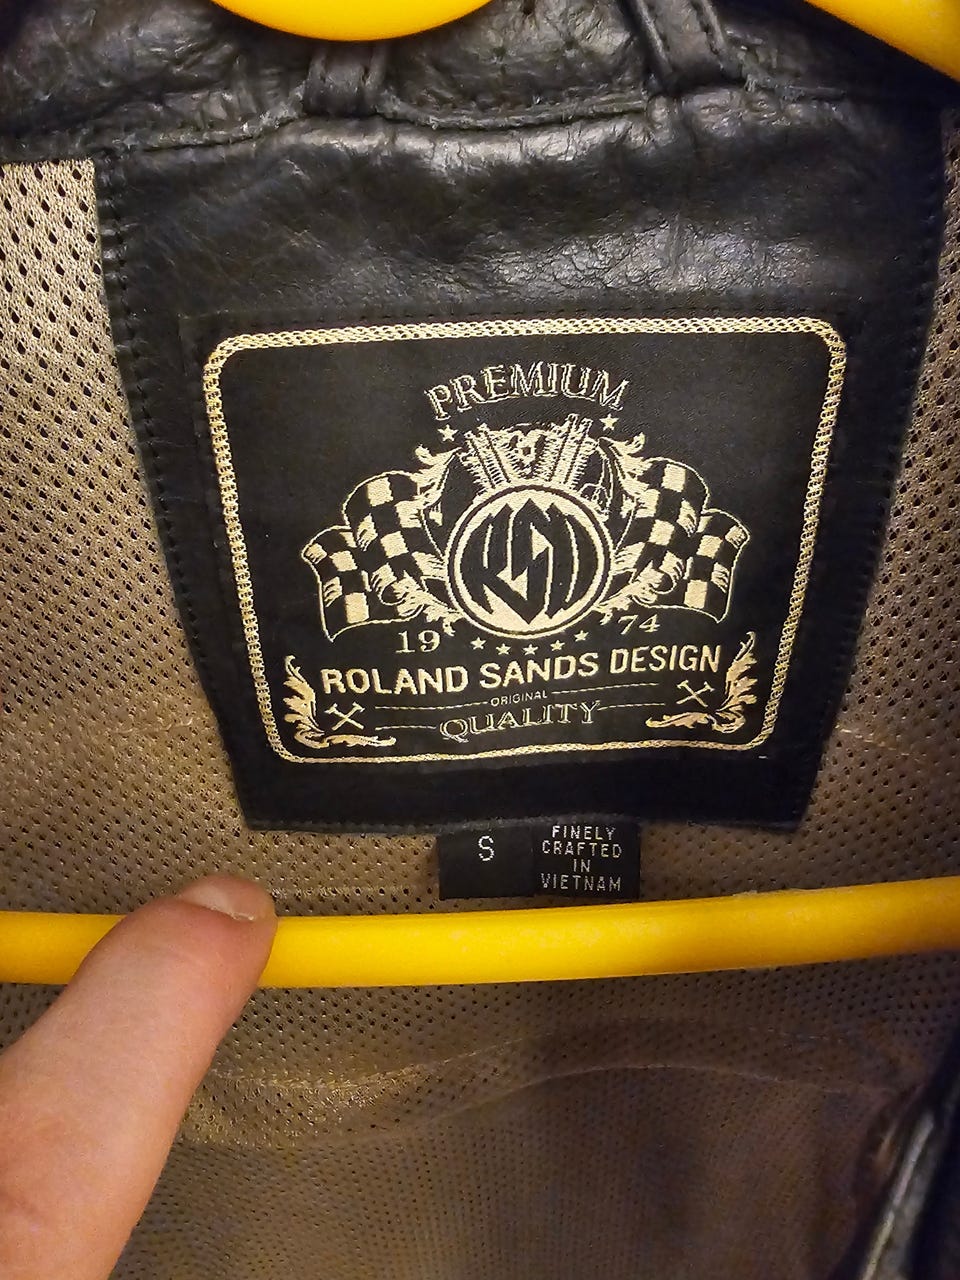 PREMIUM
RSD
19 74
ROLAND SANDS DESIGN
ORIGINAL
QUALITY
S
FINELY
CRAFTED
IN
VIETNAM